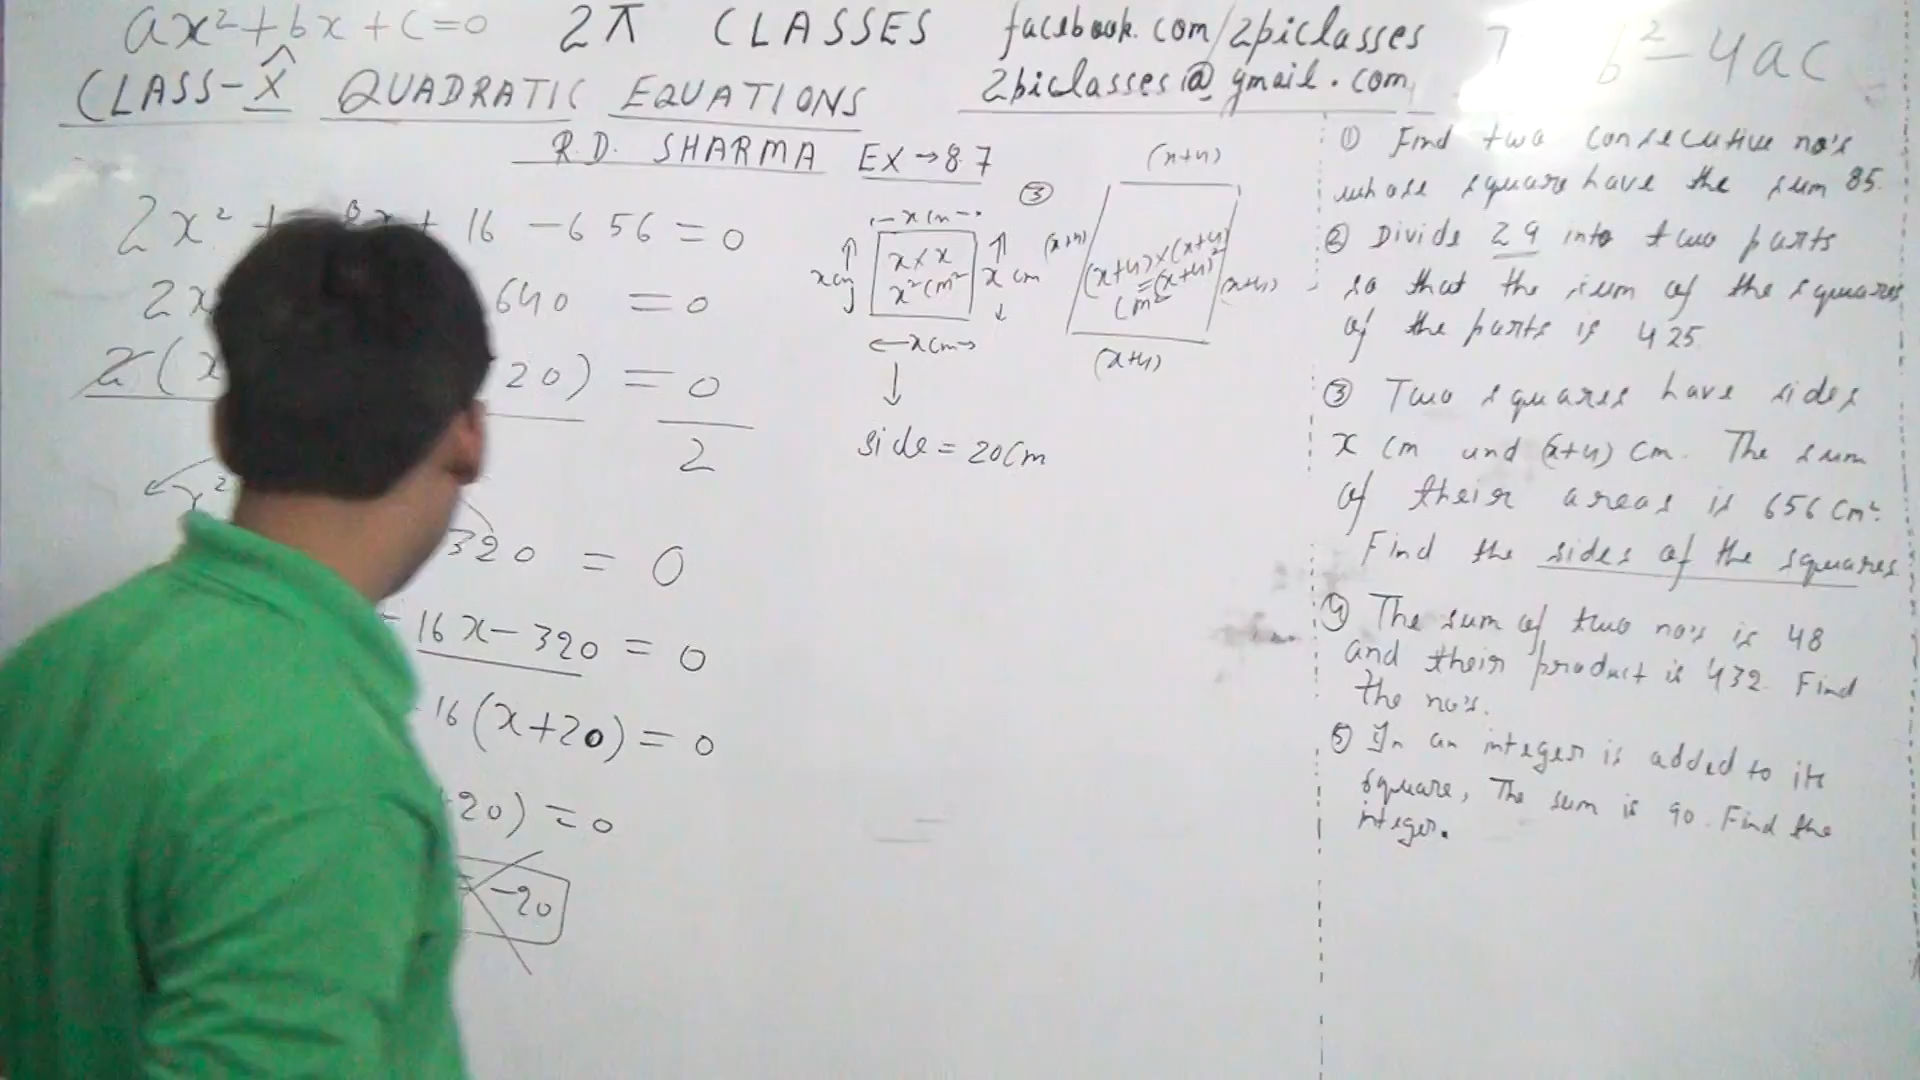 ax²+bx+c=0 2π CLASSES facebook.com/2piclasses
b²-4ac
CLASS-X QUADRATIC EQUATIONS 2piclasses@gmail.com
R.D. SHARMA EX→8.7
2x² + 8x + 16 - 656 = 0
640 = 0
2(x 20) = 0
2
x²
320 = 0
16x - 320 = 0
16(x+20) = 0
20) = 0
= -20
③
x cm
x cm
x × x
x² cm²
x cm
x cm
side = 20cm
(x+4)
(x+4)
(x+4)×(x+4)
=(x+4)²
cm²
(x+4)
(x+4)
① Find two consecutive no's
whose square have the sum 85.
② Divide 29 into two parts
so that the sum of the squares
of the parts is 425
③ Two squares have sides
x cm and (x+4) cm. The sum
of their areas is 656 cm².
Find the sides of the squares.
④ The sum of two no's is 48
and their product is 432. Find
the no's.
⑤ In an integer is added to its
square, The sum is 90. Find the
integer.